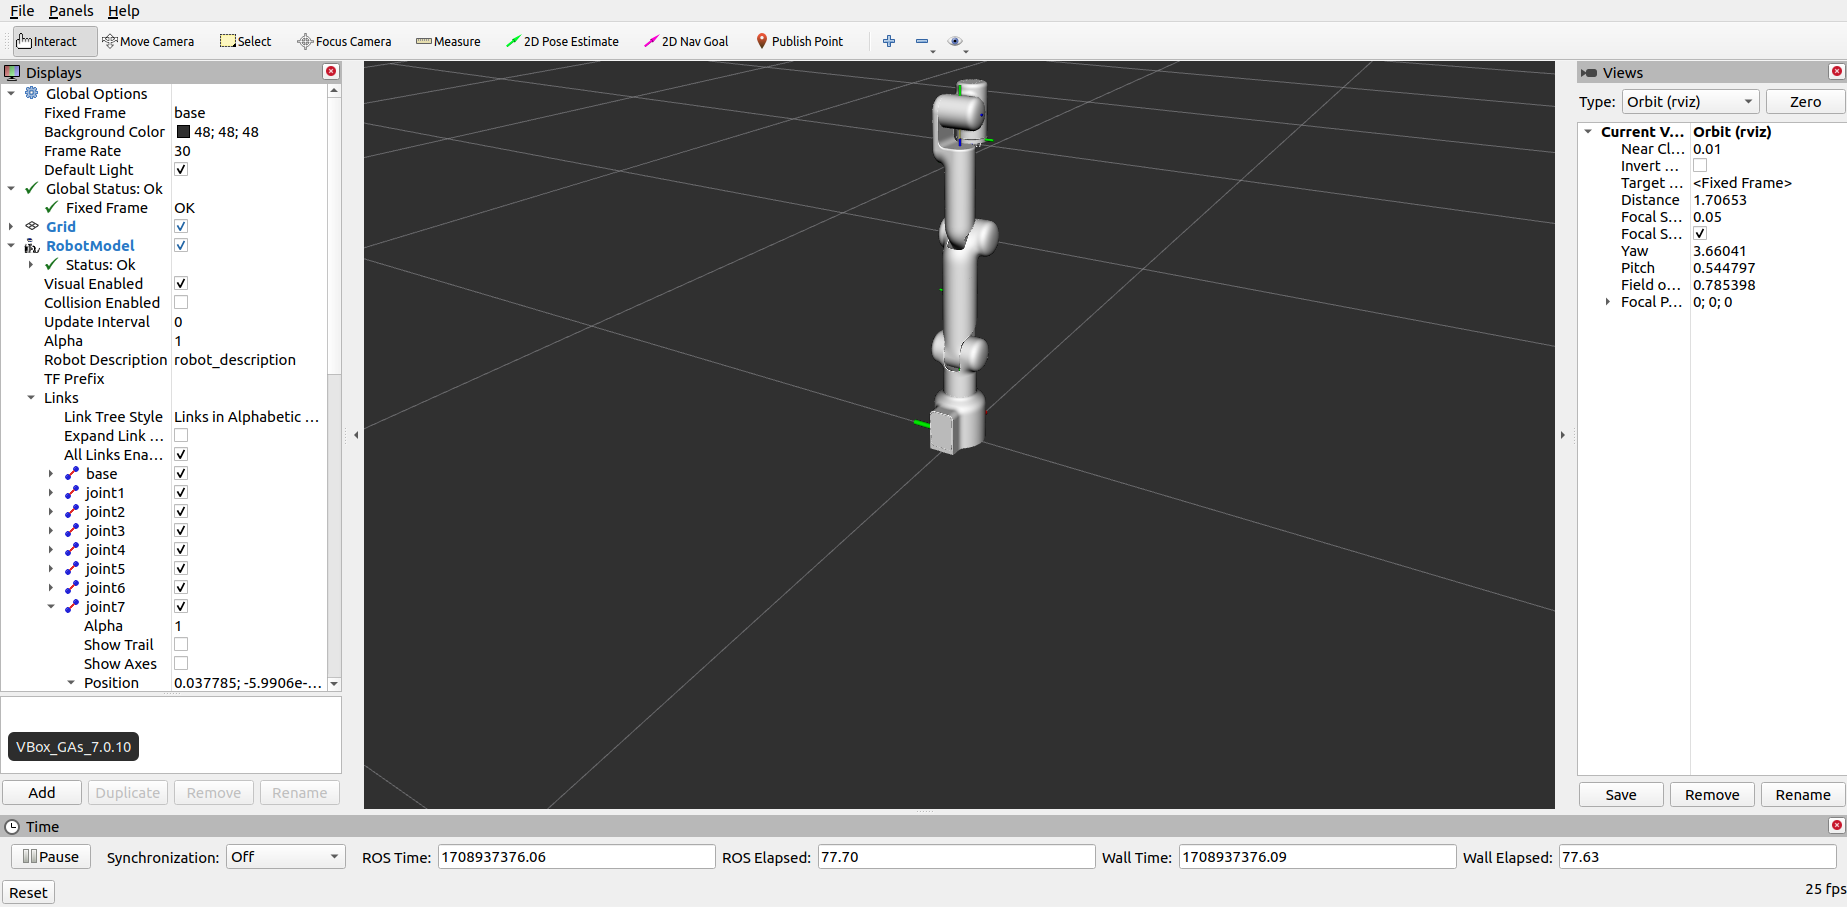 File Panels Help
Interact Move Camera Select Focus Camera Measure 2D Pose Estimate 2D Nav Goal Publish Point
Displays
Global Options
Fixed Frame base
Background Color 48; 48; 48
Frame Rate 30
Default Light
Global Status: Ok
Fixed Frame OK
Grid
RobotModel
Status: Ok
Visual Enabled
Collision Enabled
Update Interval 0
Alpha 1
Robot Description robot_description
TF Prefix
Links
Link Tree Style Links in Alphabetic ...
Expand Link ...
All Links Ena...
base
joint1
joint2
joint3
joint4
joint5
joint6
joint7
Alpha 1
Show Trail
Show Axes
Position 0.037785; -5.9906e-...
VBox_GAs_7.0.10
Add Duplicate Remove Rename
Views
Type: Orbit (rviz) Zero
Current V... Orbit (rviz)
Near Cl... 0.01
Invert ...
Target ... <Fixed Frame>
Distance 1.70653
Focal S... 0.05
Focal S...
Yaw 3.66041
Pitch 0.544797
Field o... 0.785398
Focal P... 0; 0; 0
Save Remove Rename
Time
Pause Synchronization: Off ROS Time: 1708937376.06 ROS Elapsed: 77.70 Wall Time: 1708937376.09 Wall Elapsed: 77.63
Reset 25 fps